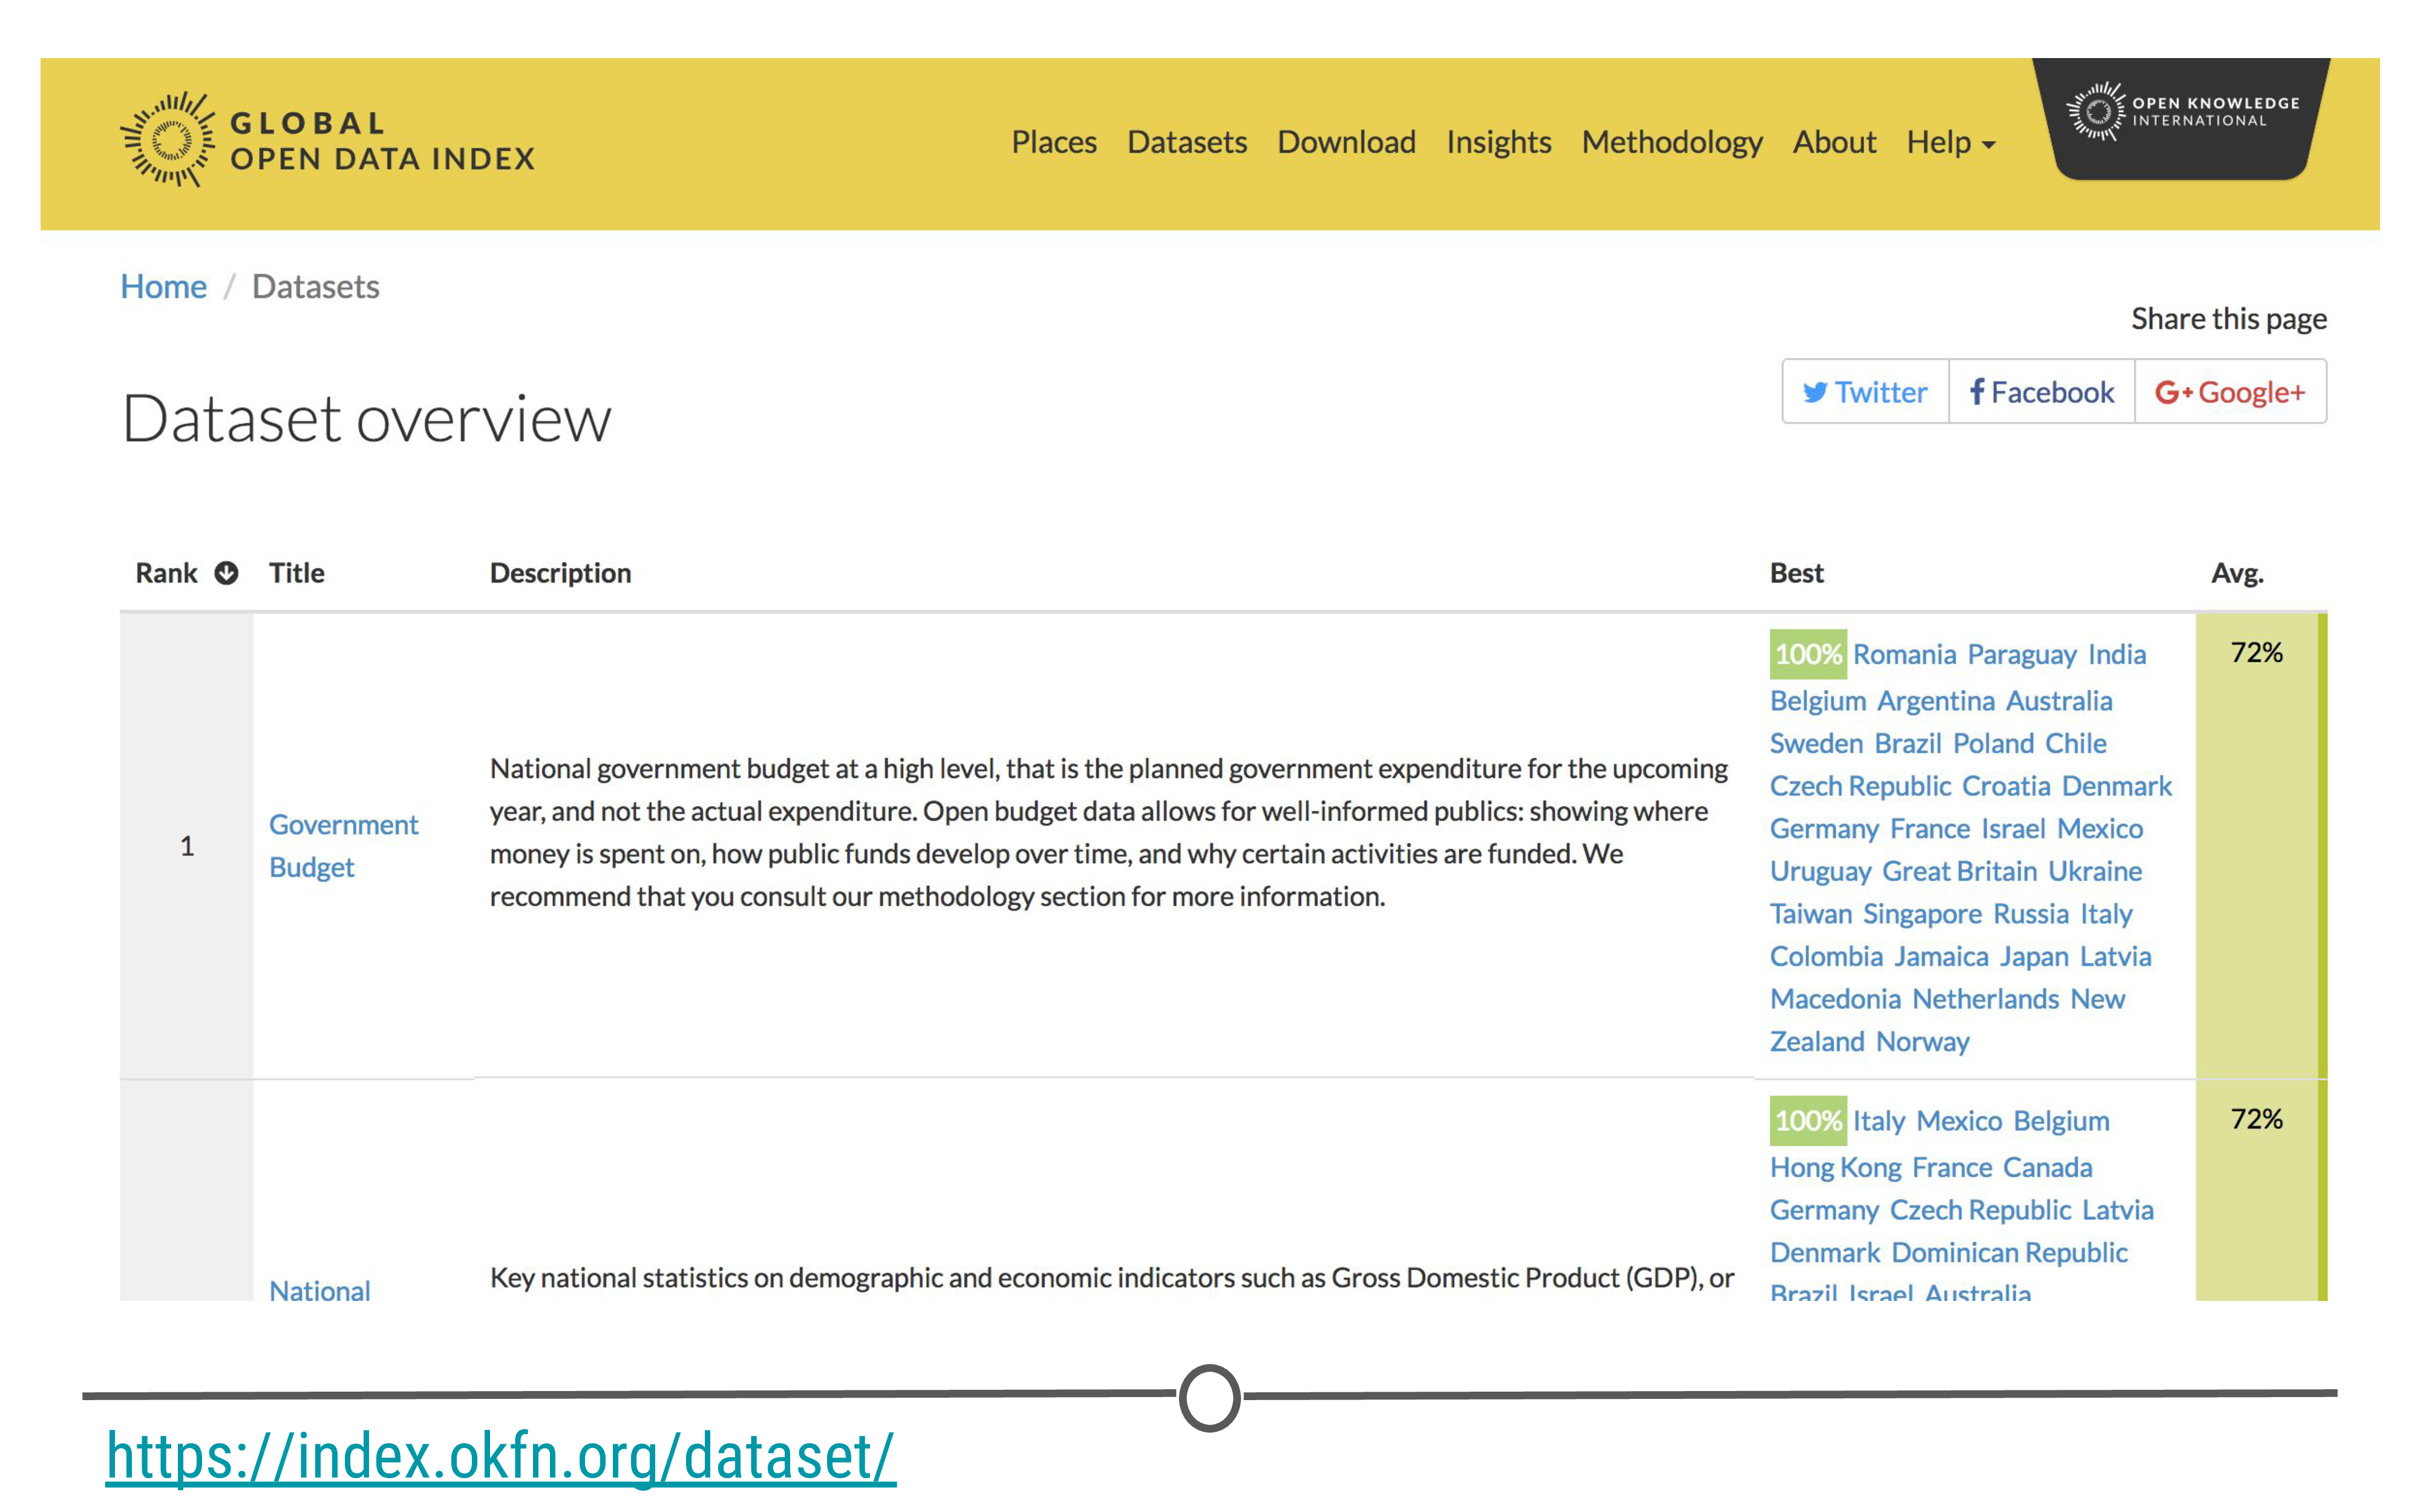 GLOBAL
OPEN DATA INDEX
Places Datasets Download Insights Methodology About Help
OPEN KNOWLEDGE
INTERNATIONAL
Home / Datasets
Share this page
Twitter Facebook G+ Google+
Dataset overview
Rank Title Description Best Avg.
1
Government
Budget
National government budget at a high level, that is the planned government expenditure for the upcoming
year, and not the actual expenditure. Open budget data allows for well-informed publics: showing where
money is spent on, how public funds develop over time, and why certain activities are funded. We
recommend that you consult our methodology section for more information.
100% Romania Paraguay India
Belgium Argentina Australia
Sweden Brazil Poland Chile
Czech Republic Croatia Denmark
Germany France Israel Mexico
Uruguay Great Britain Ukraine
Taiwan Singapore Russia Italy
Colombia Jamaica Japan Latvia
Macedonia Netherlands New
Zealand Norway
72%
National
Key national statistics on demographic and economic indicators such as Gross Domestic Product (GDP), or
100% Italy Mexico Belgium
Hong Kong France Canada
Germany Czech Republic Latvia
Denmark Dominican Republic
Brazil Israel Australia
72%
https://index.okfn.org/dataset/